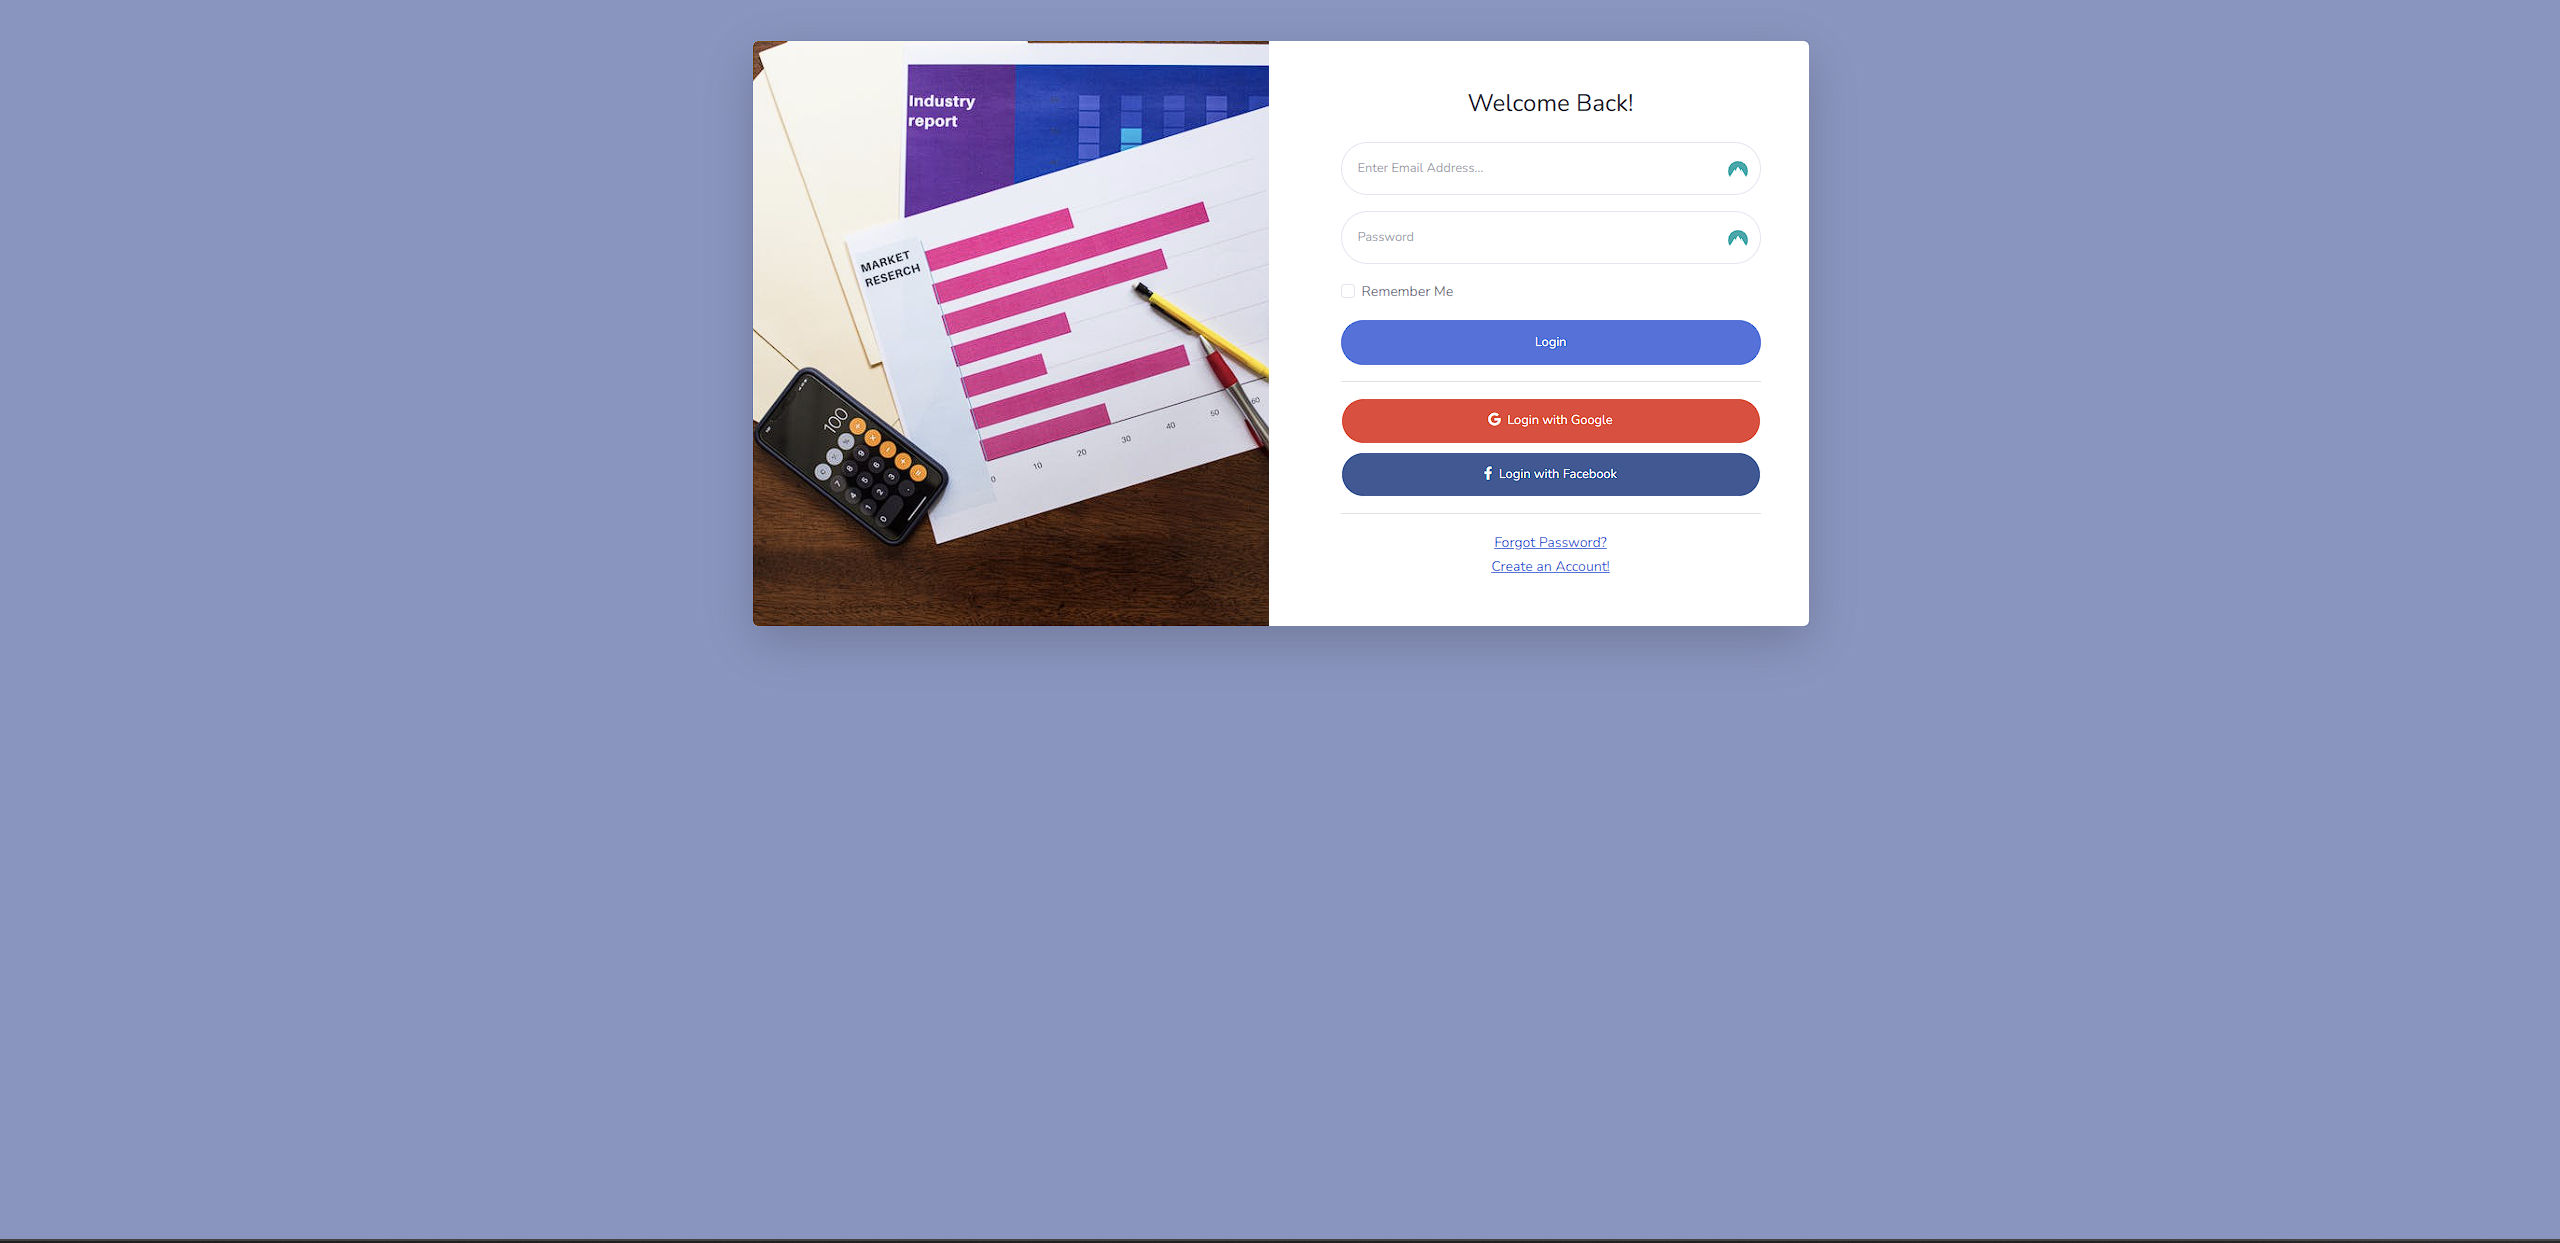 Industry
report
MARKET
RESERCH
0
10
20
30
40
50
60
100
Welcome Back!
Enter Email Address...
Password
Remember Me
Login
Login with Google
Login with Facebook
Forgot Password?
Create an Account!